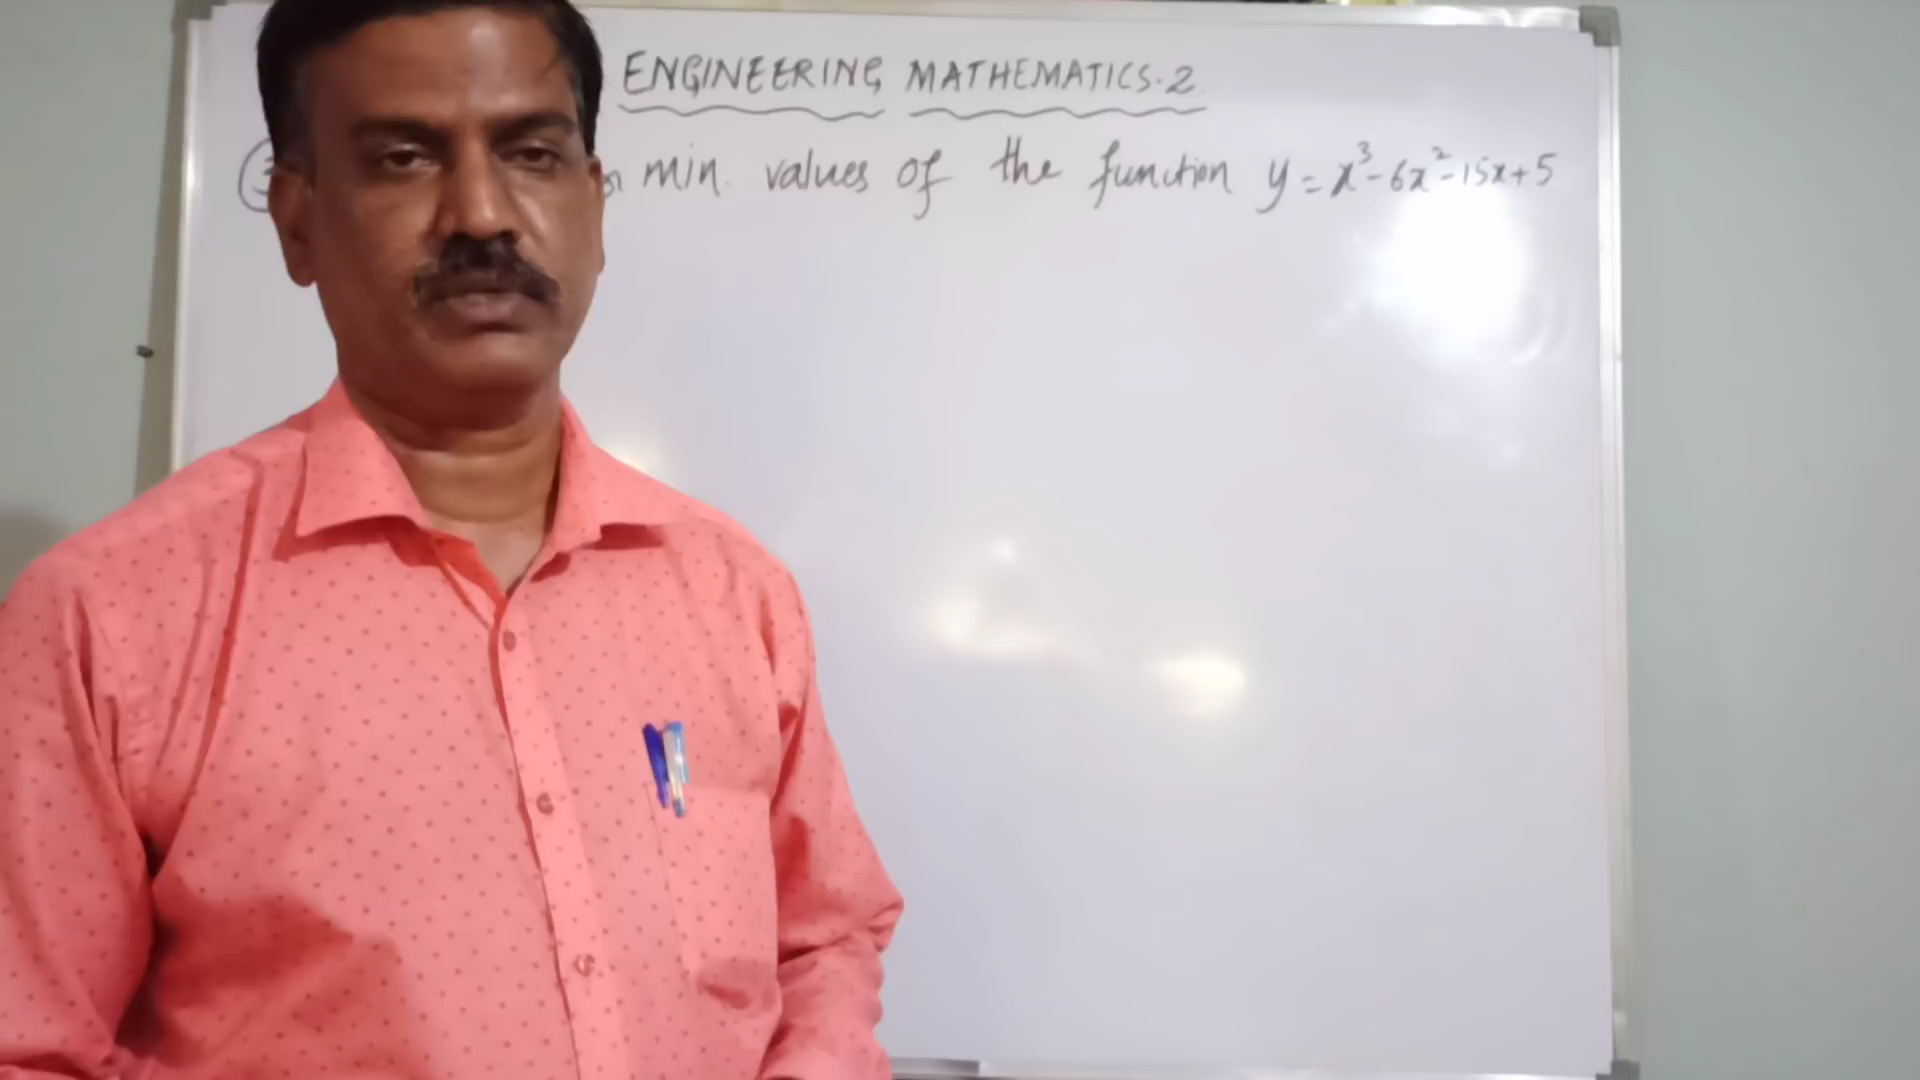 ENGINEERING MATHEMATICS-2
min. values of the function y = x³-6x²-15x+5